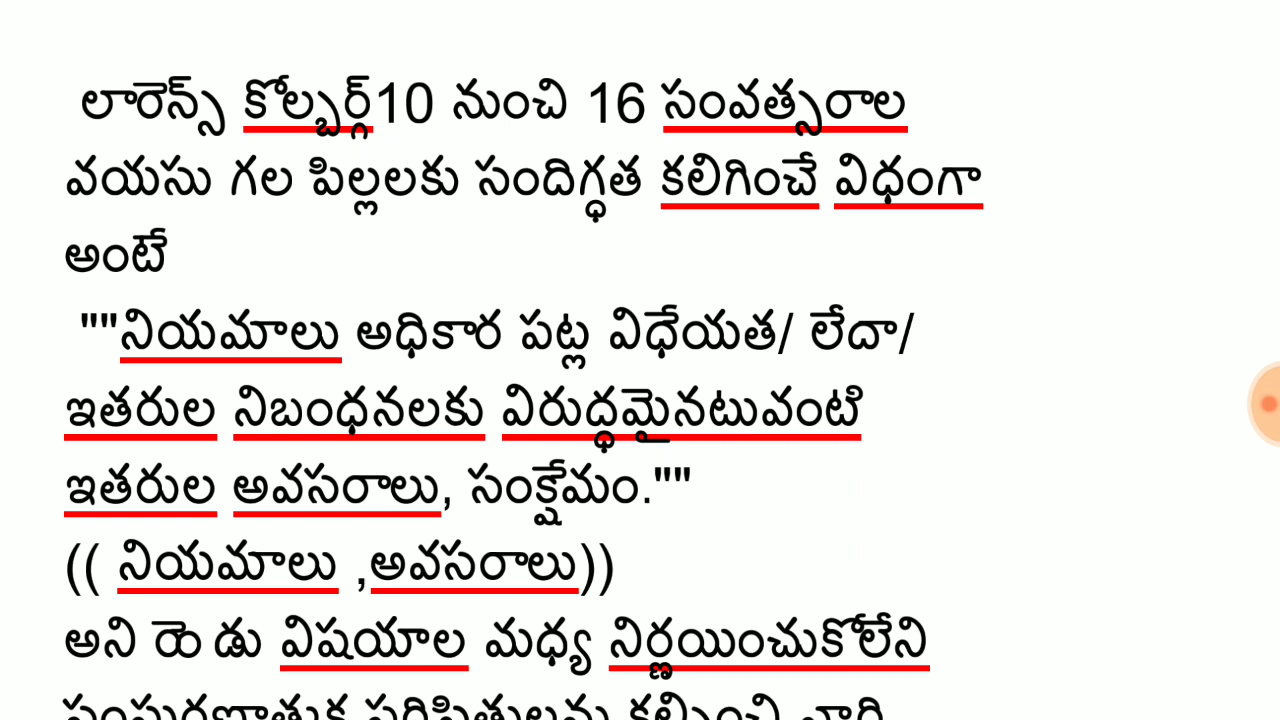 లారెన్స్ కోల్బర్గ్10 నుంచి 16 సంవత్సరాల
వయసు గల పిల్లలకు సందిగ్ధత కలిగించే విధంగా
అంటే
""నియమాలు అధికార పట్ల విధేయత/ లేదా/
ఇతరుల నిబంధనలకు విరుద్ధమైనటువంటి
ఇతరుల అవసరాలు, సంక్షేమం.""
(( నియమాలు ,అవసరాలు))
అని రెండు విషయాల మధ్య నిర్ణయించుకోలేని